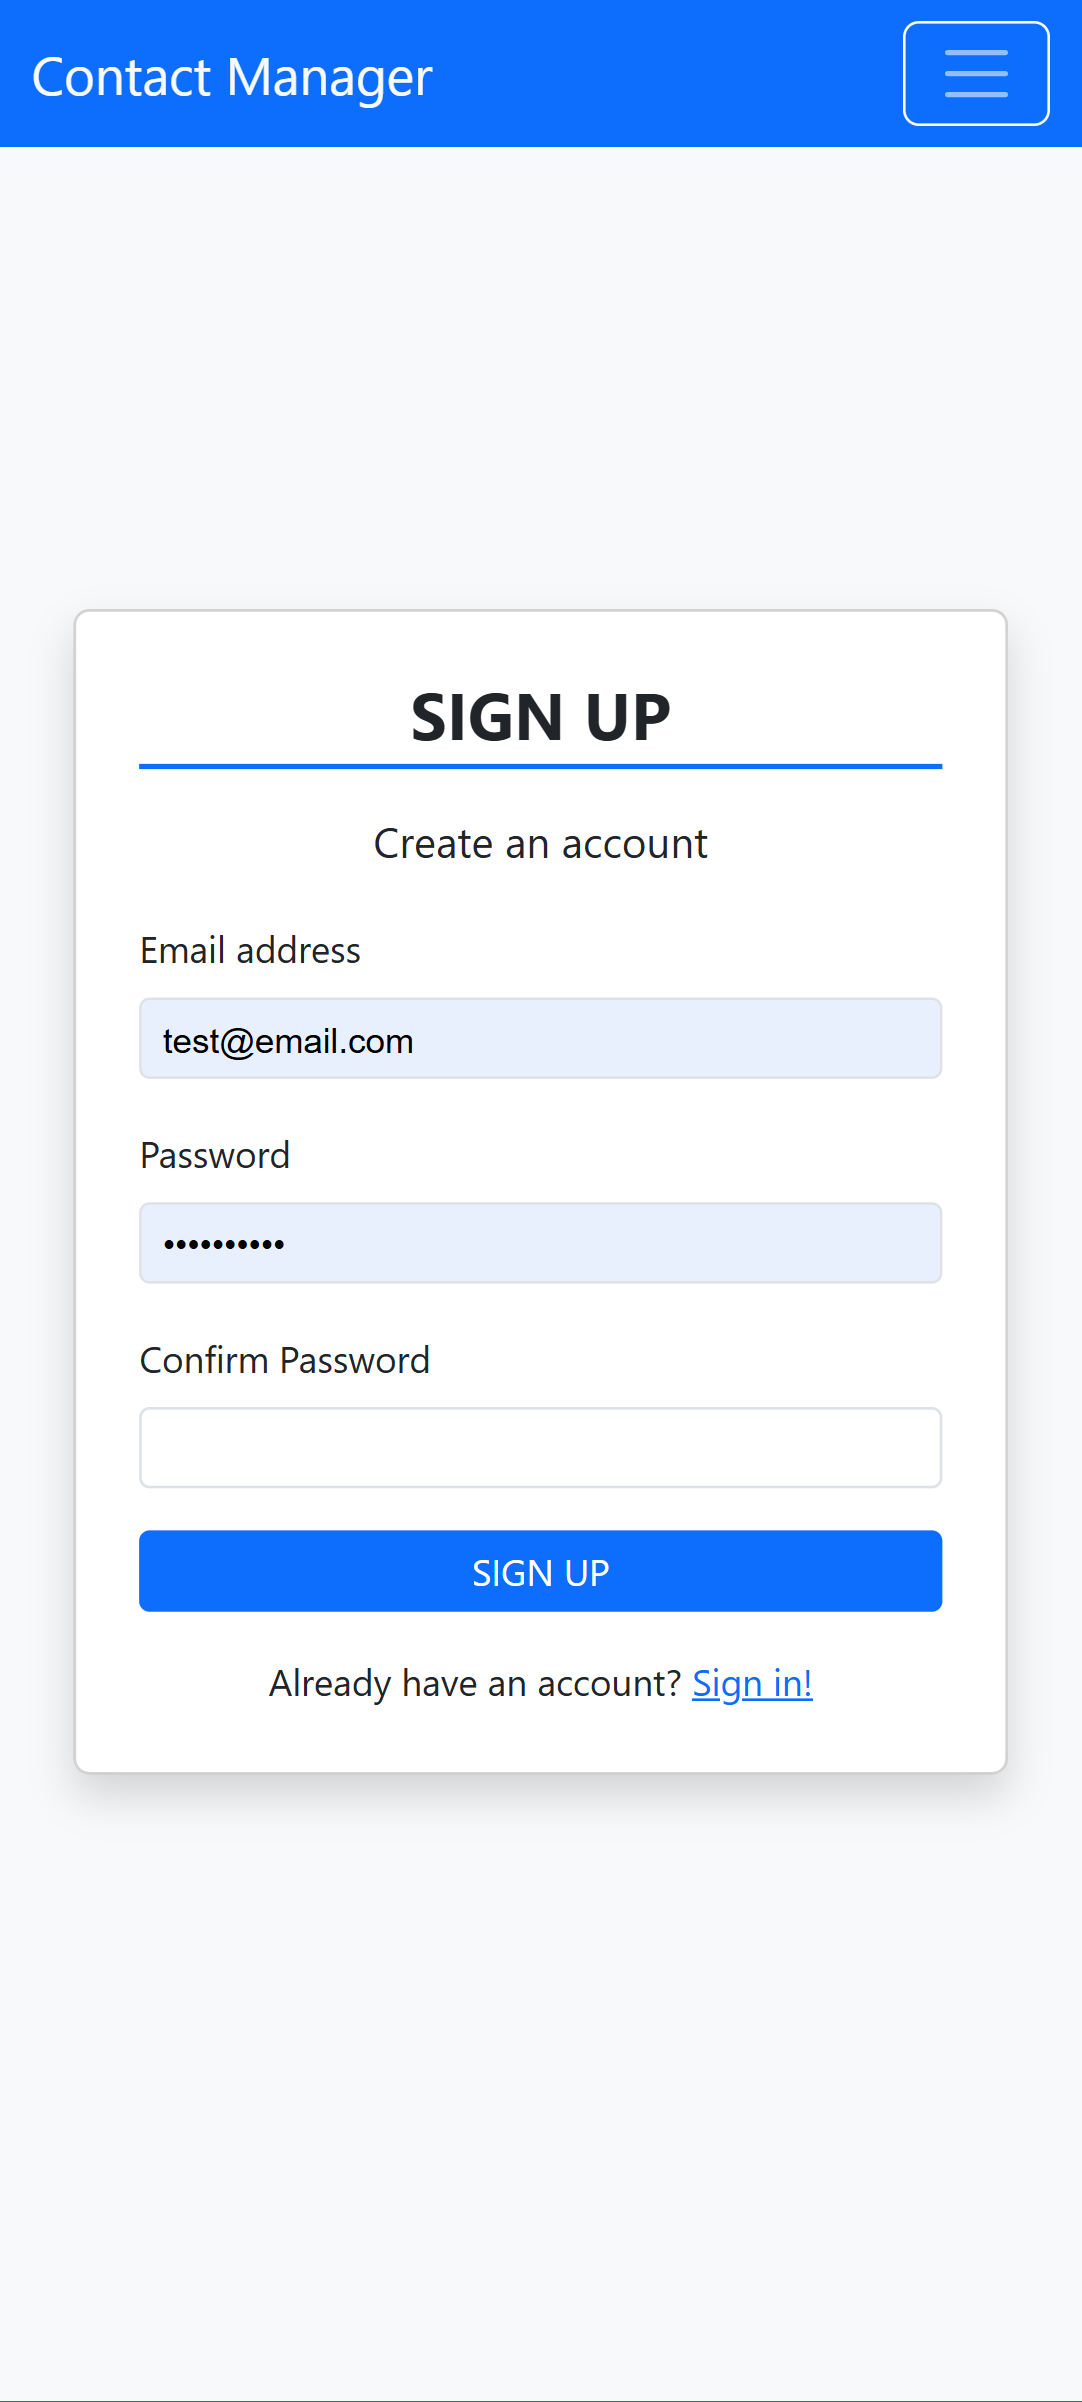 Contact Manager
SIGN UP
Create an account
Email address
test@email.com
Password
••••••••••
Confirm Password
SIGN UP
Already have an account? Sign in!